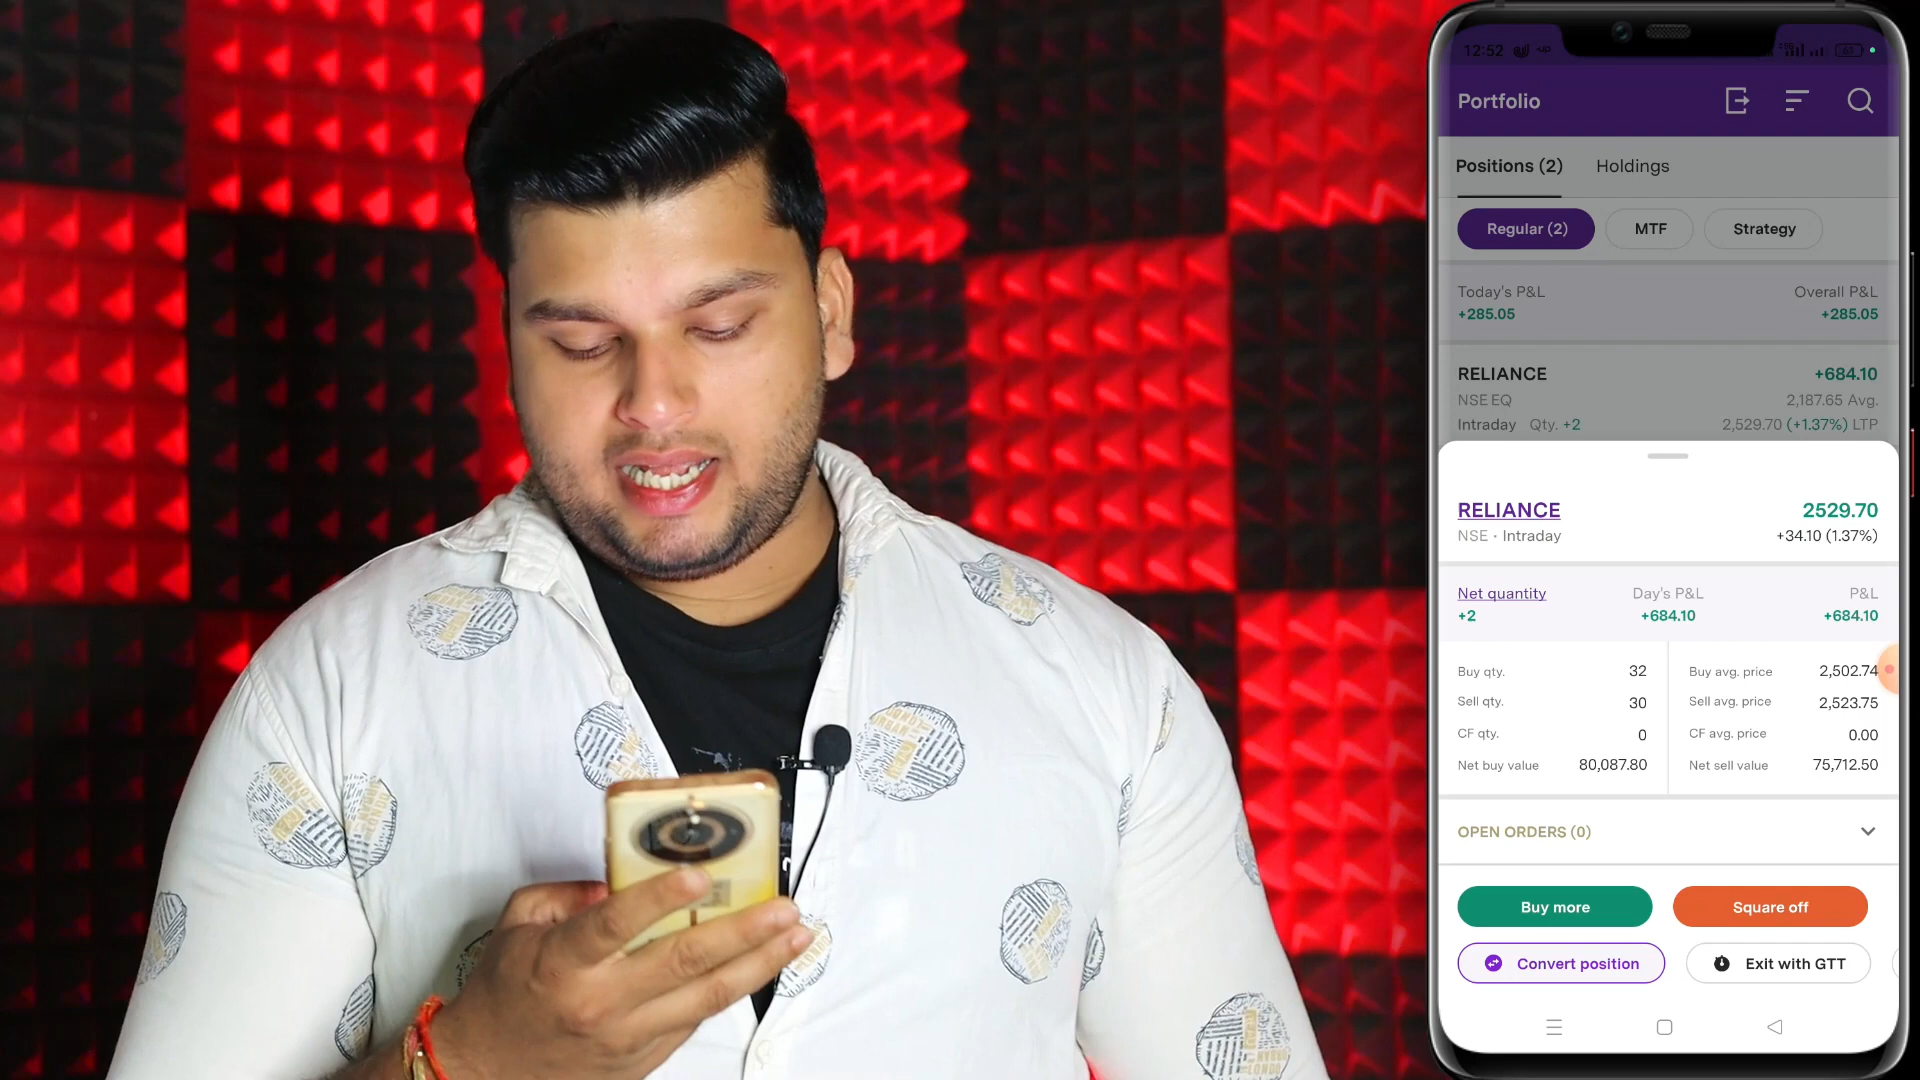 12:52
Portfolio
Positions (2) Holdings
Regular (2) MTF Strategy
Today's P&L Overall P&L
+285.05 +285.05
RELIANCE +684.10
NSE EQ 2,187.65 Avg.
Intraday Qty. +2 2,529.70 (+1.37%) LTP
RELIANCE 2529.70
NSE • Intraday +34.10 (1.37%)
Net quantity Day's P&L P&L
+2 +684.10 +684.10
Buy qty. 32 Buy avg. price 2,502.74
Sell qty. 30 Sell avg. price 2,523.75
CF qty. 0 CF avg. price 0.00
Net buy value 80,087.80 Net sell value 75,712.50
OPEN ORDERS (0)
Buy more Square off
Convert position Exit with GTT